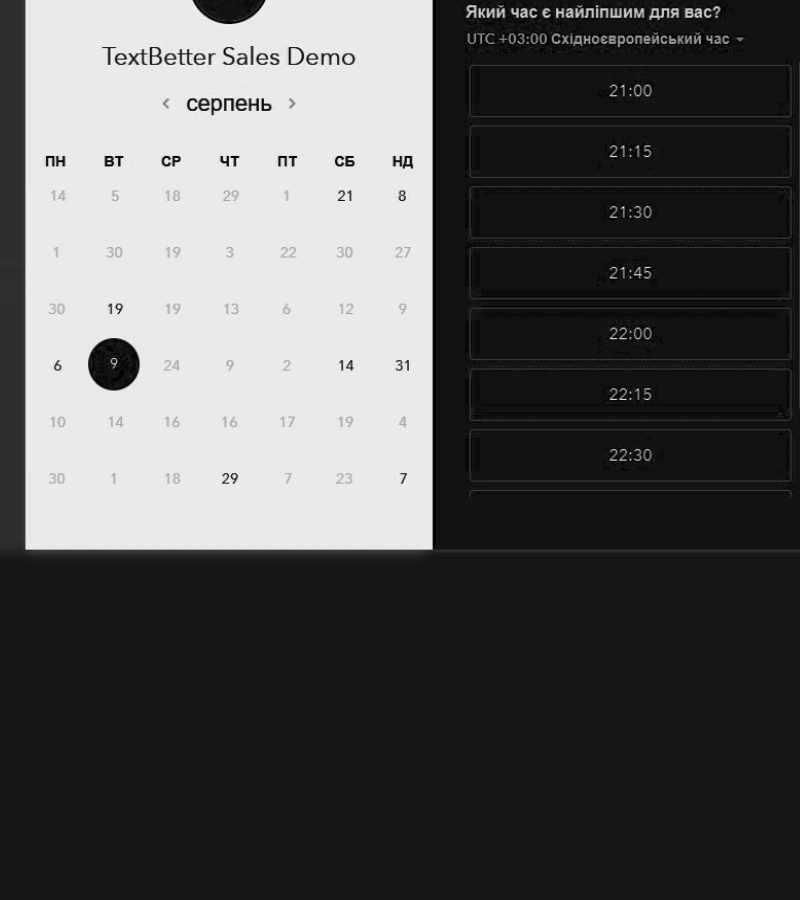 TextBetter Sales Demo
серпень
ПН ВТ СР ЧТ ПТ СБ НД
14 5 18 29 1 21 8
1 30 19 3 22 30 27
30 19 19 13 6 12 9
6 9 24 9 2 14 31
10 14 16 16 17 19 4
30 1 18 29 7 23 7
Який час є найліпшим для вас?
UTC +03:00 Східноєвропейський час
21:00
21:15
21:30
21:45
22:00
22:15
22:30